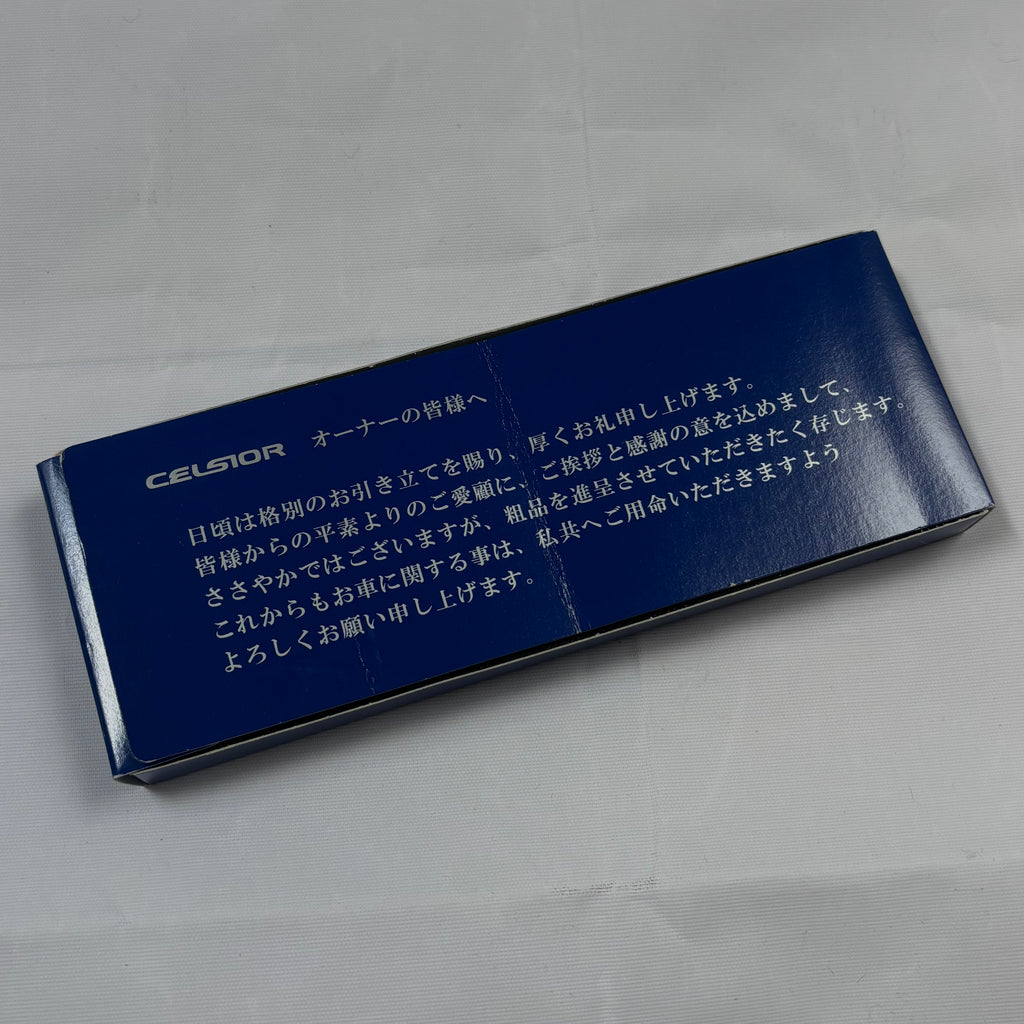 CELSIOR オーナーの皆様へ
日頃は格別のお引き立てを賜り、厚くお礼申し上げます。
皆様からの平素よりのご愛顧に、ご挨拶と感謝の意を込めまして、
ささやかではございますが、粗品を進呈させていただきたく存じます。
これからもお車に関する事は、私共へご用命いただきますよう
よろしくお願い申し上げます。